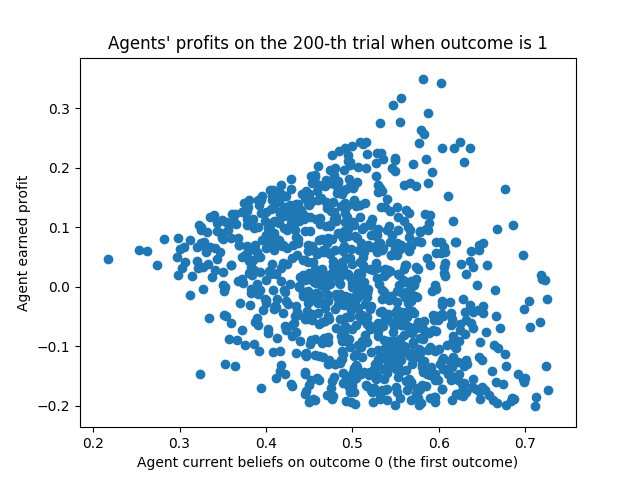 Agents' profits on the 200-th trial when outcome is 1
Agent earned profit
0.3
0.2
0.1
0.0
−0.1
−0.2
0.2 0.3 0.4 0.5 0.6 0.7
Agent current beliefs on outcome 0 (the first outcome)